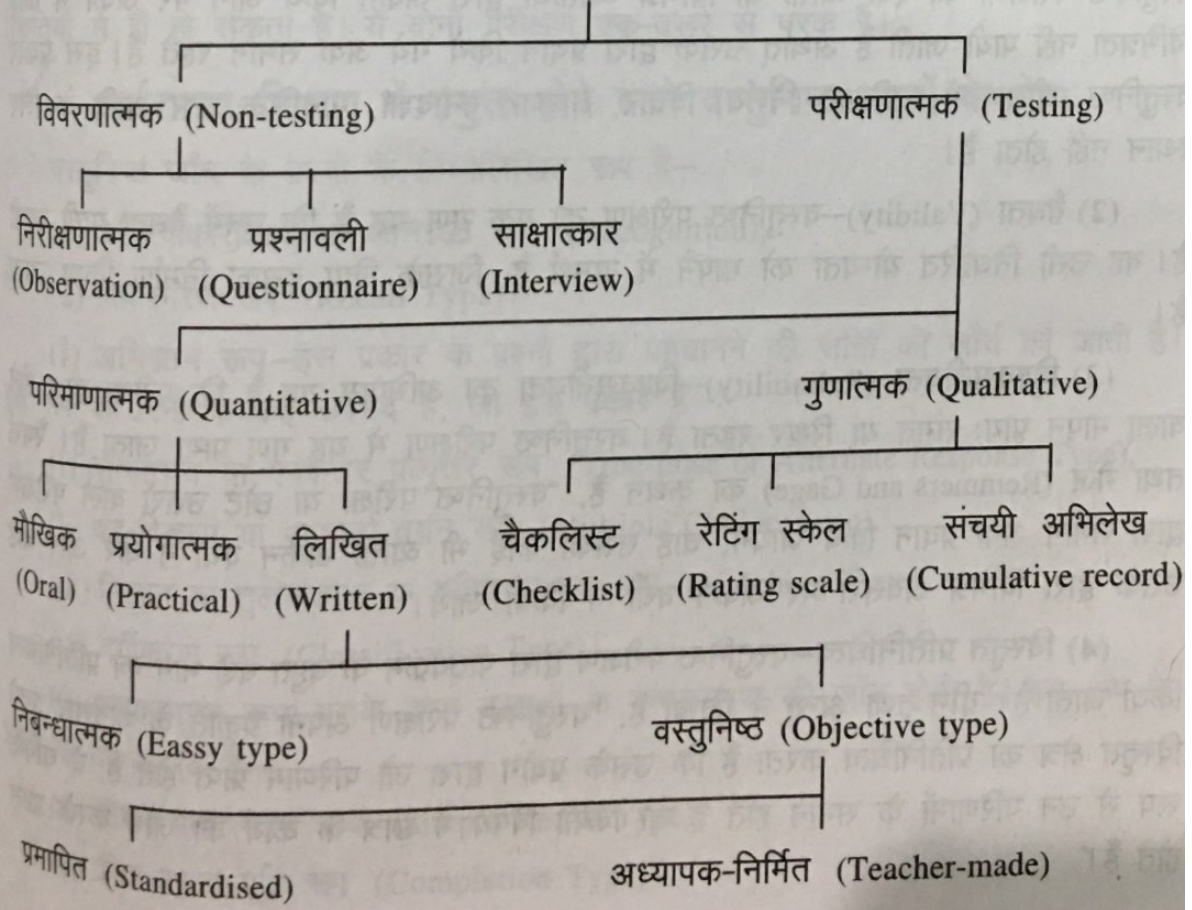 विवरणात्मक (Non-testing) परीक्षणात्मक (Testing)
निरीक्षणात्मक प्रश्नावली साक्षात्कार
(Observation) (Questionnaire) (Interview)
परिमाणात्मक (Quantitative) गुणात्मक (Qualitative)
मौखिक प्रयोगात्मक लिखित चैकलिस्ट रेटिंग स्केल संचयी अभिलेख
(Oral) (Practical) (Written) (Checklist) (Rating scale) (Cumulative record)
निबन्धात्मक (Eassy type) वस्तुनिष्ठ (Objective type)
प्रमापित (Standardised) अध्यापक-निर्मित (Teacher-made)